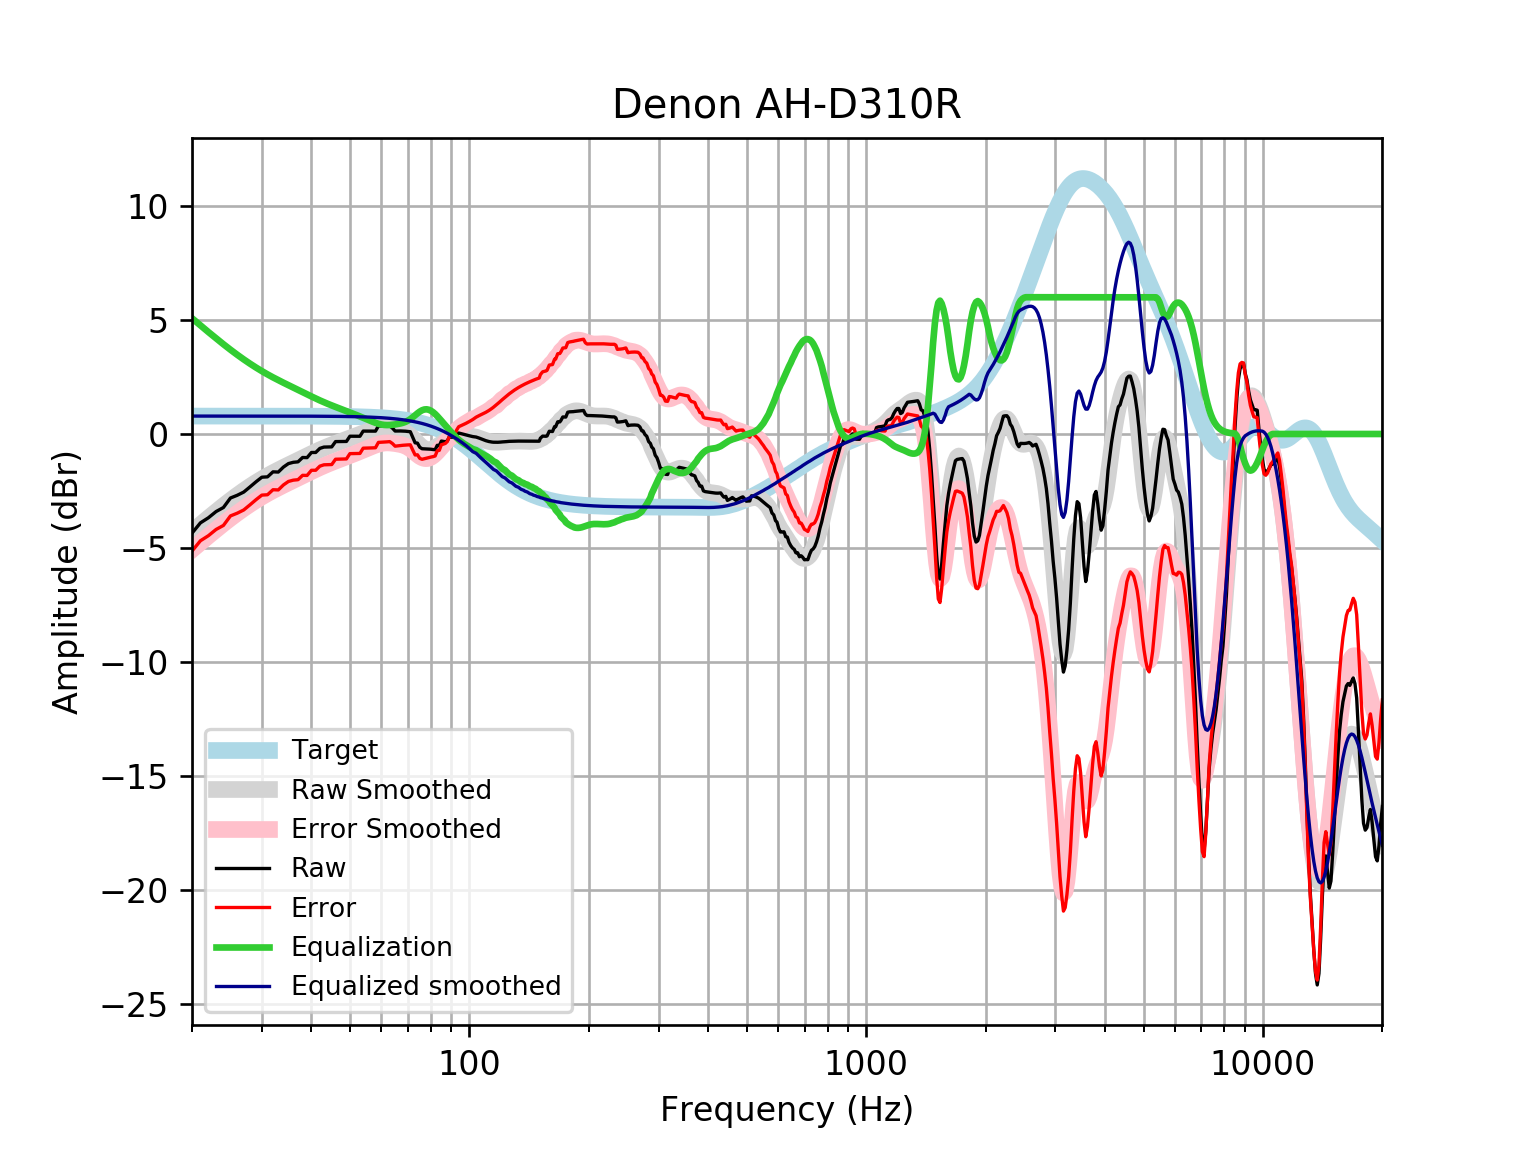 Denon AH-D310R
Amplitude (dBr)
10
5
0
−5
−10
−15
−20
−25
Target
Raw Smoothed
Error Smoothed
Raw
Error
Equalization
Equalized smoothed
100
1000
10000
Frequency (Hz)